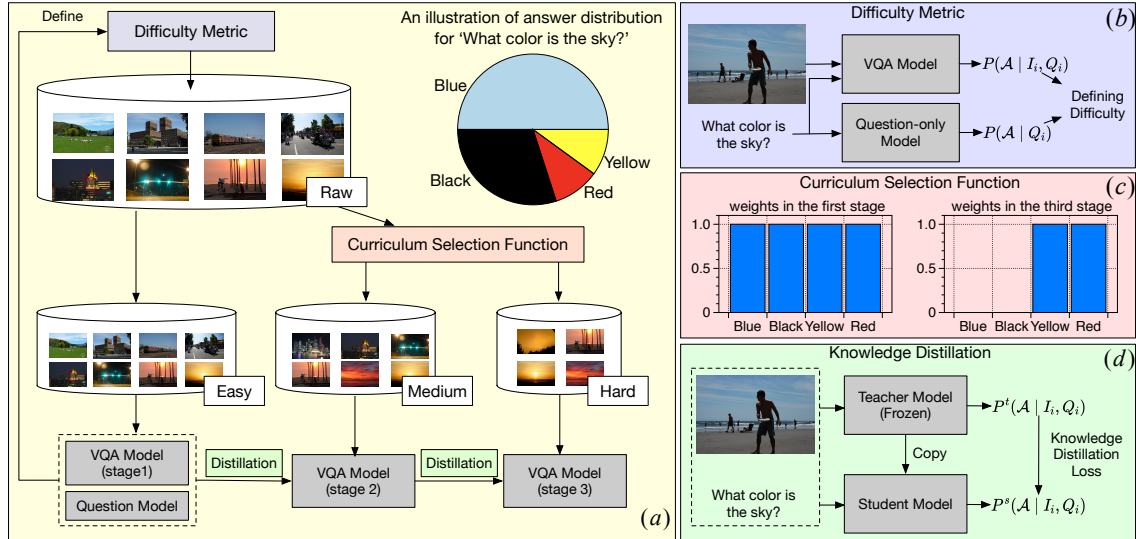 Define
Difficulty Metric
An illustration of answer distribution
for ‘What color is the sky?’
Blue
Black
Yellow
Red
Raw
Curriculum Selection Function
Easy
Medium
Hard
VQA Model
(stage1)
Question Model
Distillation
VQA Model
(stage 2)
Distillation
VQA Model
(stage 3)
(a)
Difficulty Metric
(b)
What color is
the sky?
VQA Model
Question-only
Model
P(A | I_i, Q_i)
P(A | Q_i)
Defining
Difficulty
Curriculum Selection Function
(c)
weights in the first stage
1.0
0.5
0
Blue Black Yellow Red
weights in the third stage
1.0
0.5
0
Blue Black Yellow Red
Knowledge Distillation
(d)
What color is
the sky?
Teacher Model
(Frozen)
Copy
Student Model
P^t(A | I_i, Q_i)
Knowledge
Distillation
Loss
P^s(A | I_i, Q_i)